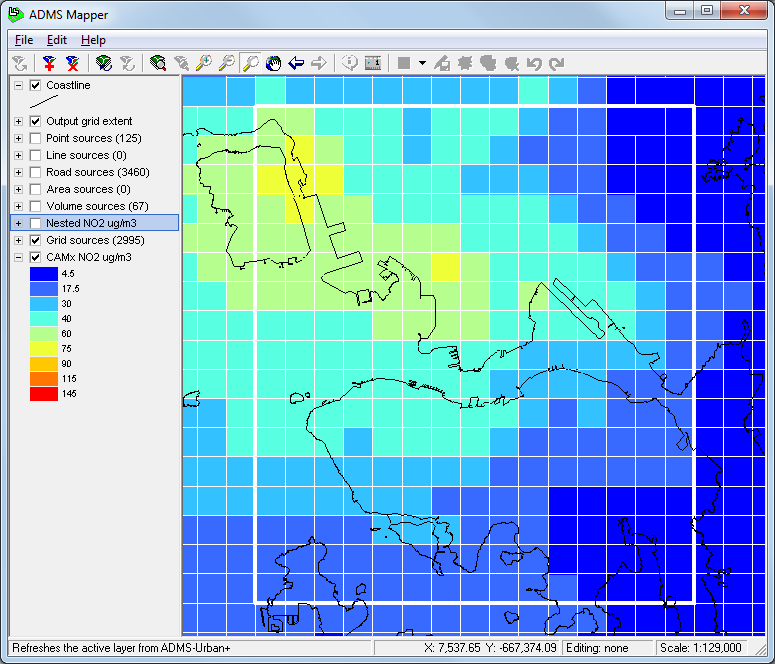 ADMS Mapper
File Edit Help
Coastline
Output grid extent
Point sources (125)
Line sources (0)
Road sources (3460)
Area sources (0)
Volume sources (67)
Nested NO2 ug/m3
Grid sources (2995)
CAMx NO2 ug/m3
4.5
17.5
30
40
60
75
90
115
145
Refreshes the active layer from ADMS-Urban+ X: 7,537.65 Y: -667,374.09 Editing: none Scale: 1:129,000